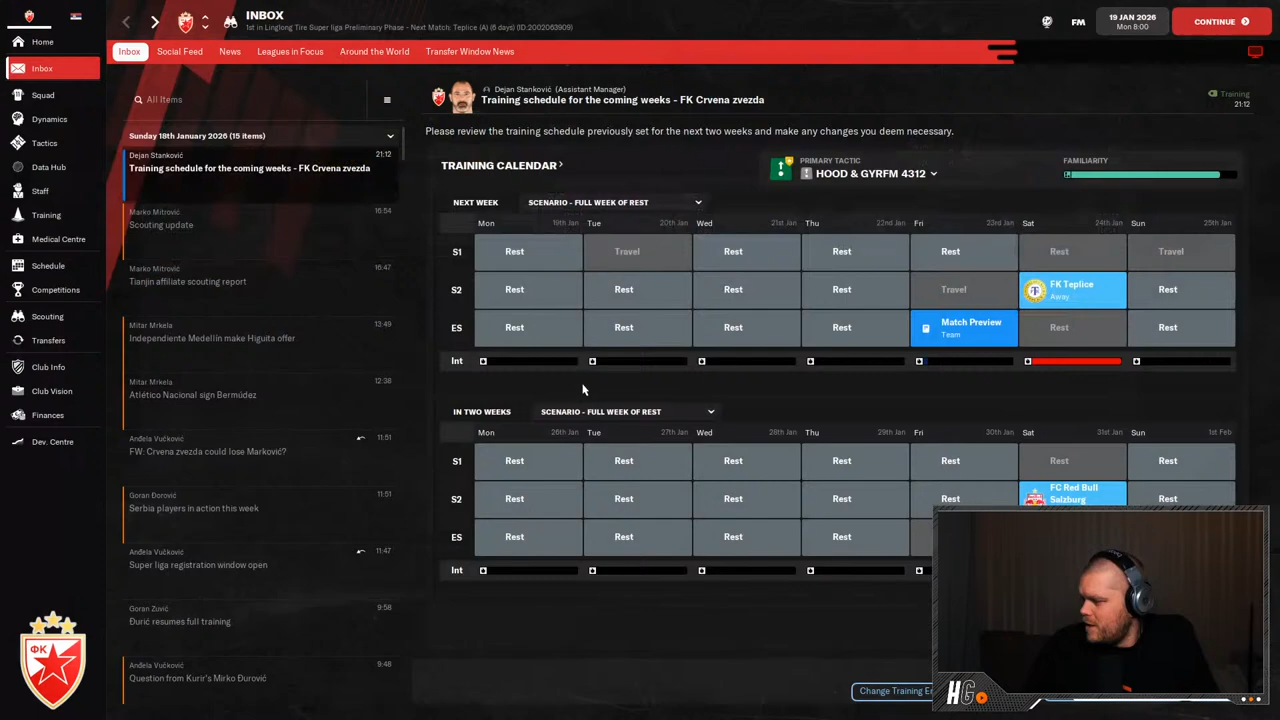 INBOX
1st in Linglong Tire Super liga Preliminary Phase - Next Match: Teplice (A) (6 days) (ID:2002063909)
FM
19 JAN 2026
Mon 8:00
CONTINUE
Home
Inbox
Squad
Dynamics
Tactics
Data Hub
Staff
Training
Medical Centre
Schedule
Competitions
Scouting
Transfers
Club Info
Club Vision
Finances
Dev. Centre
Inbox Social Feed News Leagues in Focus Around the World Transfer Window News
All Items
Sunday 18th January 2026 (15 items)
Dejan Stanković 21:12
Training schedule for the coming weeks - FK Crvena zvezda
Marko Mitrović 16:54
Scouting update
Marko Mitrović 16:47
Tianjin affiliate scouting report
Mitar Mrkela 13:49
Independiente Medellín make Higuita offer
Mitar Mrkela 12:38
Atlético Nacional sign Bermúdez
Anđela Vučković 11:51
FW: Crvena zvezda could lose Marković?
Goran Đorović 11:51
Serbia players in action this week
Anđela Vučković 11:47
Super liga registration window open
Goran Zuvić 9:58
Đurić resumes full training
Anđela Vučković 9:48
Question from Kurir's Mirko Đurović
Dejan Stanković (Assistant Manager)
Training schedule for the coming weeks - FK Crvena zvezda
Training
21:12
Please review the training schedule previously set for the next two weeks and make any changes you deem necessary.
TRAINING CALENDAR
PRIMARY TACTIC
HOOD & GYRFM 4312
FAMILIARITY
NEXT WEEK SCENARIO - FULL WEEK OF REST
Mon 19th Jan Tue 20th Jan Wed 21st Jan Thu 22nd Jan Fri 23rd Jan Sat 24th Jan Sun 25th Jan
S1 Rest Travel Rest Rest Rest Rest Travel
S2 Rest Rest Rest Rest Travel FK Teplice Away Rest
ES Rest Rest Rest Rest Match Preview Team Rest Rest
Int
IN TWO WEEKS SCENARIO - FULL WEEK OF REST
Mon 26th Jan Tue 27th Jan Wed 28th Jan Thu 29th Jan Fri 30th Jan Sat 31st Jan Sun 1st Feb
S1 Rest Rest Rest Rest Rest Rest Rest
S2 Rest Rest Rest Rest Rest FC Red Bull Salzburg Rest
ES Rest Rest Rest Rest
Int
Change Training
ФК
HG